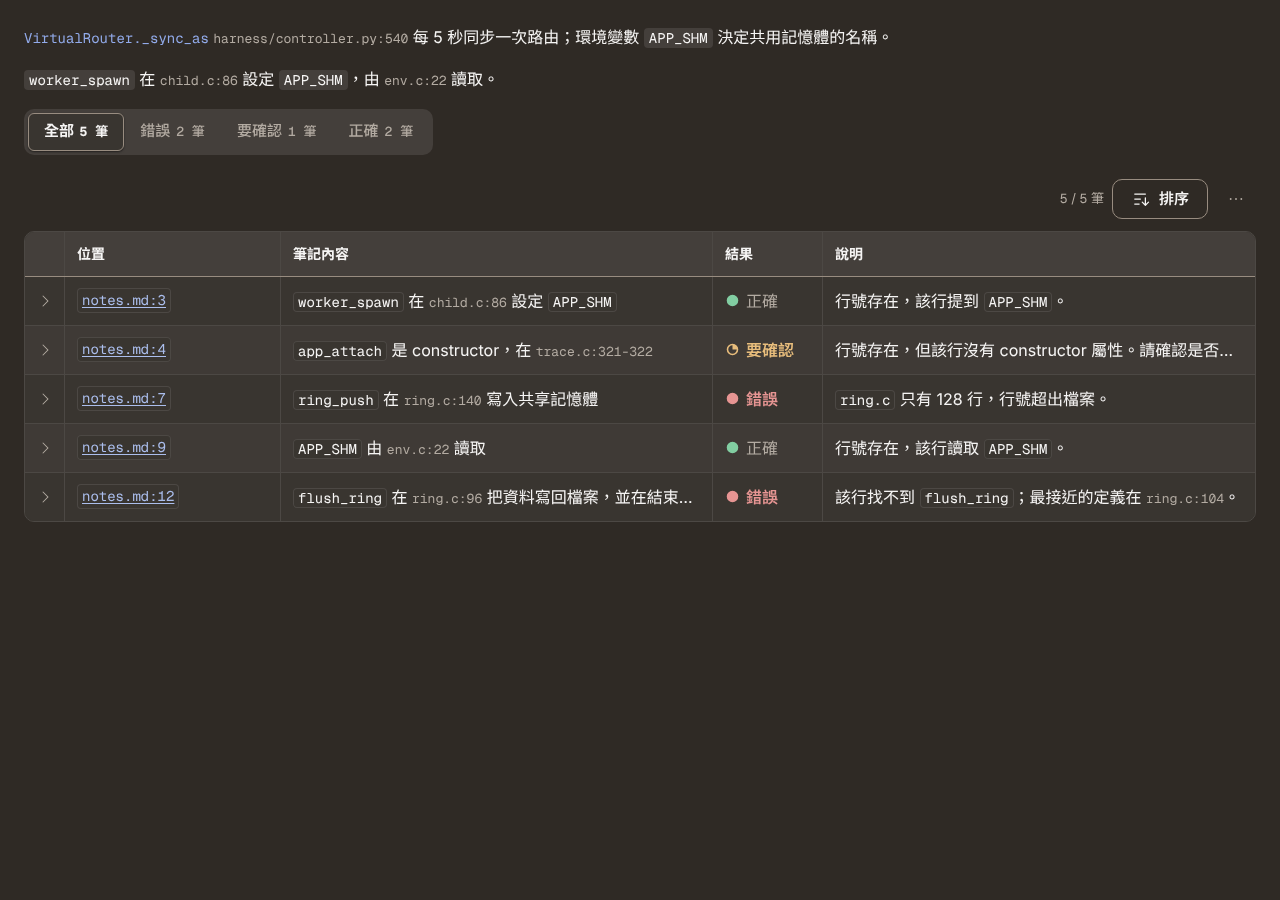 VirtualRouter._sync_as harness/controller.py:540 每 5 秒同步一次路由；環境變數 APP_SHM 決定共用記憶體的名稱。
worker_spawn 在 child.c:86 設定 APP_SHM，由 env.c:22 讀取。
全部 5 筆 錯誤 2 筆 要確認 1 筆 正確 2 筆
5 / 5 筆 排序 ⋯
位置 筆記內容 結果 說明
notes.md:3 worker_spawn 在 child.c:86 設定 APP_SHM 正確 行號存在，該行提到 APP_SHM。
notes.md:4 app_attach 是 constructor，在 trace.c:321-322 要確認 行號存在，但該行沒有 constructor 屬性。請確認是否…
notes.md:7 ring_push 在 ring.c:140 寫入共享記憶體 錯誤 ring.c 只有 128 行，行號超出檔案。
notes.md:9 APP_SHM 由 env.c:22 讀取 正確 行號存在，該行讀取 APP_SHM。
notes.md:12 flush_ring 在 ring.c:96 把資料寫回檔案，並在結束… 錯誤 該行找不到 flush_ring；最接近的定義在 ring.c:104。